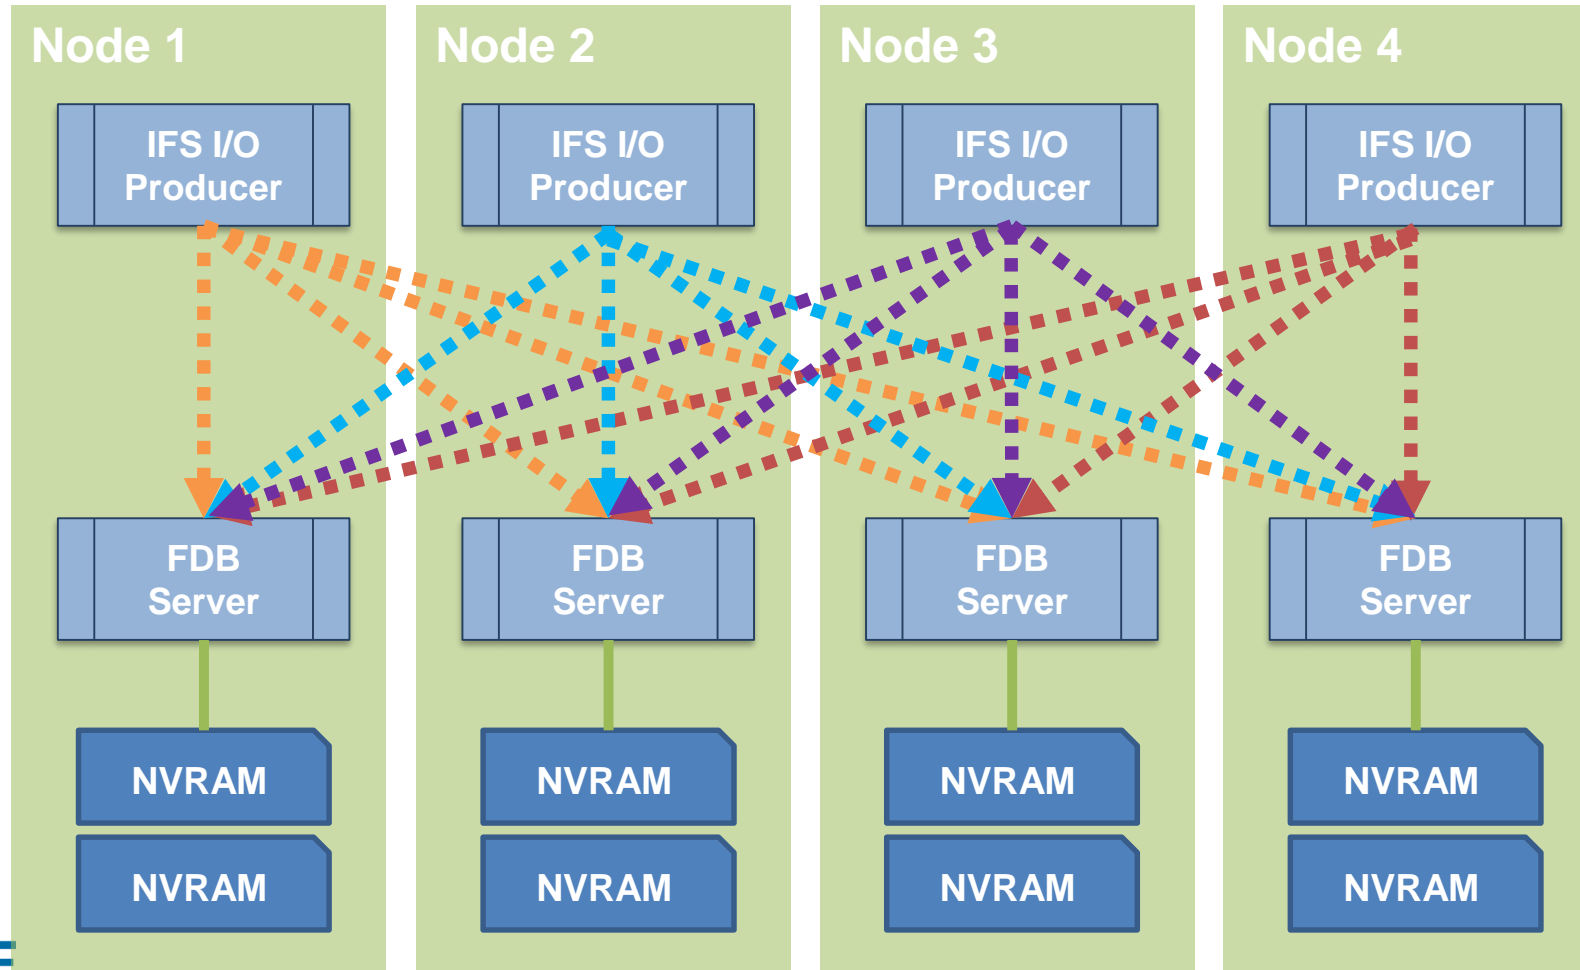 Node 1
Node 2
Node 3
Node 4
IFS I/O
Producer
IFS I/O
Producer
IFS I/O
Producer
IFS I/O
Producer
FDB
Server
FDB
Server
FDB
Server
FDB
Server
NVRAM
NVRAM
NVRAM
NVRAM
NVRAM
NVRAM
NVRAM
NVRAM